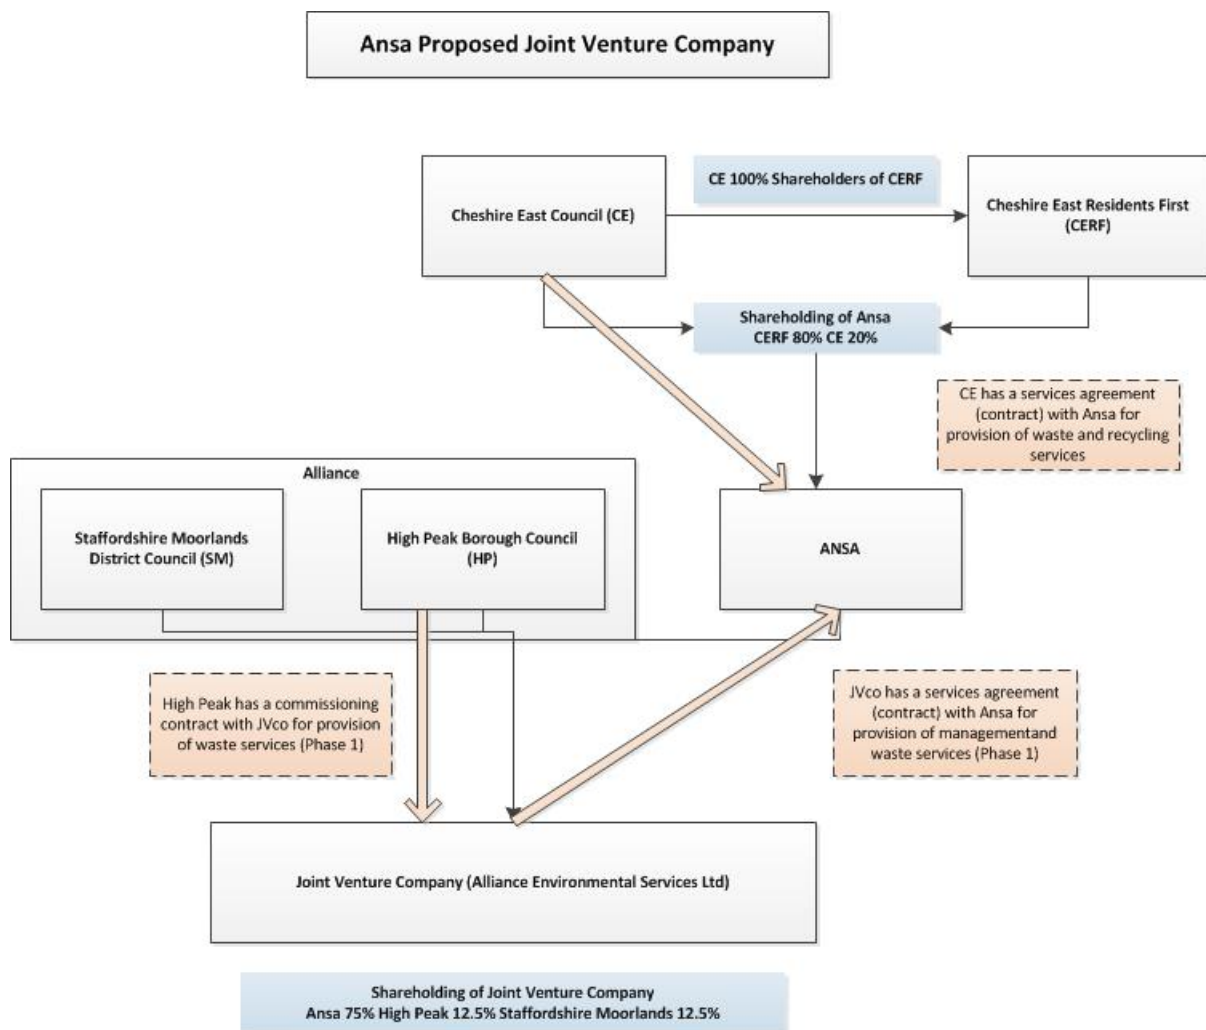 Ansa Proposed Joint Venture Company
CE 100% Shareholders of CERF
Cheshire East Council (CE)
Cheshire East Residents First
(CERF)
Shareholding of Ansa
CERF 80% CE 20%
CE has a services agreement
(contract) with Ansa for
provision of waste and recycling
services
Alliance
Staffordshire Moorlands
District Council (SM)
High Peak Borough Council
(HP)
ANSA
High Peak has a commissioning
contract with JVco for provision
of waste services (Phase 1)
JVco has a services agreement
(contract) with Ansa for
provision of managementand
waste services (Phase 1)
Joint Venture Company (Alliance Environmental Services Ltd)
Shareholding of Joint Venture Company
Ansa 75% High Peak 12.5% Staffordshire Moorlands 12.5%